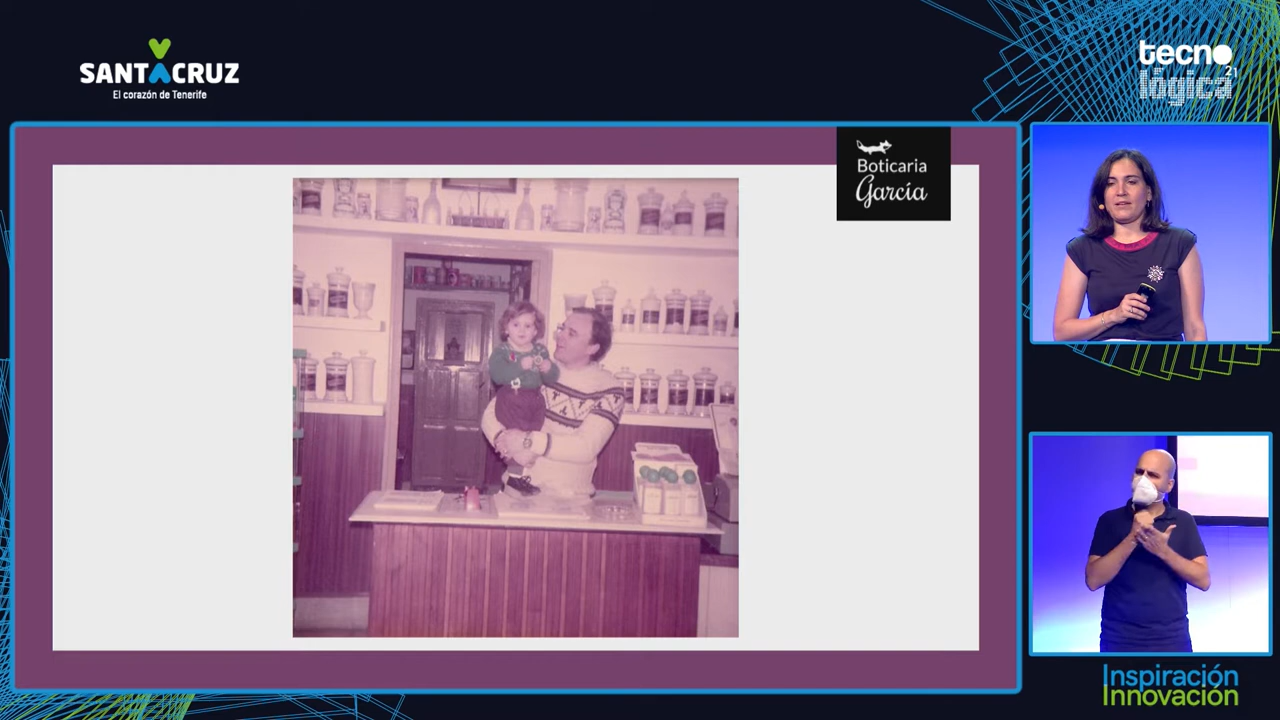 SANTACRUZ
El corazón de Tenerife
tecno
lógica
21
Boticaria
García
Inspiración
Innovación